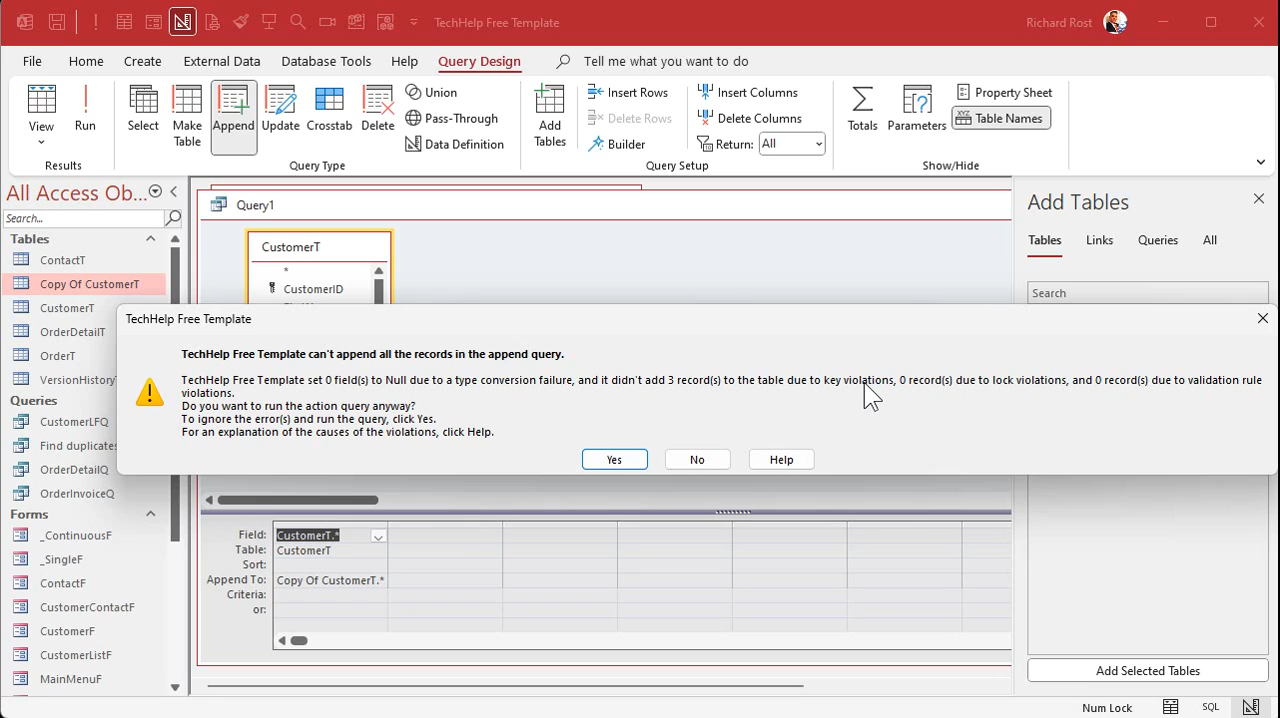 TechHelp Free Template
Richard Rost
File
Home
Create
External Data
Database Tools
Help
Query Design
Tell me what you want to do
View
Run
Results
Select
Make Table
Append
Update
Crosstab
Delete
Union
Pass-Through
Data Definition
Query Type
Add Tables
Insert Rows
Delete Rows
Builder
Insert Columns
Delete Columns
Return: All
Query Setup
Totals
Parameters
Property Sheet
Table Names
Show/Hide
All Access Ob...
Search...
Tables
ContactT
Copy Of CustomerT
CustomerT
OrderDetailT
OrderT
VersionHistoryT
Queries
CustomerLFQ
Find duplicates
OrderDetailQ
OrderInvoiceQ
Forms
_ContinuousF
_SingleF
ContactF
CustomerContactF
CustomerF
CustomerListF
MainMenuF
Query1
CustomerT
*
CustomerID
Add Tables
Tables
Links
Queries
All
Search
TechHelp Free Template
TechHelp Free Template can't append all the records in the append query.
TechHelp Free Template set 0 field(s) to Null due to a type conversion failure, and it didn't add 3 record(s) to the table due to key violations, 0 record(s) due to lock violations, and 0 record(s) due to validation rule
violations.
Do you want to run the action query anyway?
To ignore the error(s) and run the query, click Yes.
For an explanation of the causes of the violations, click Help.
Yes
No
Help
Field: CustomerT.*
Table: CustomerT
Sort:
Append To: Copy Of CustomerT.*
Criteria:
or:
Add Selected Tables
Num Lock
SQL